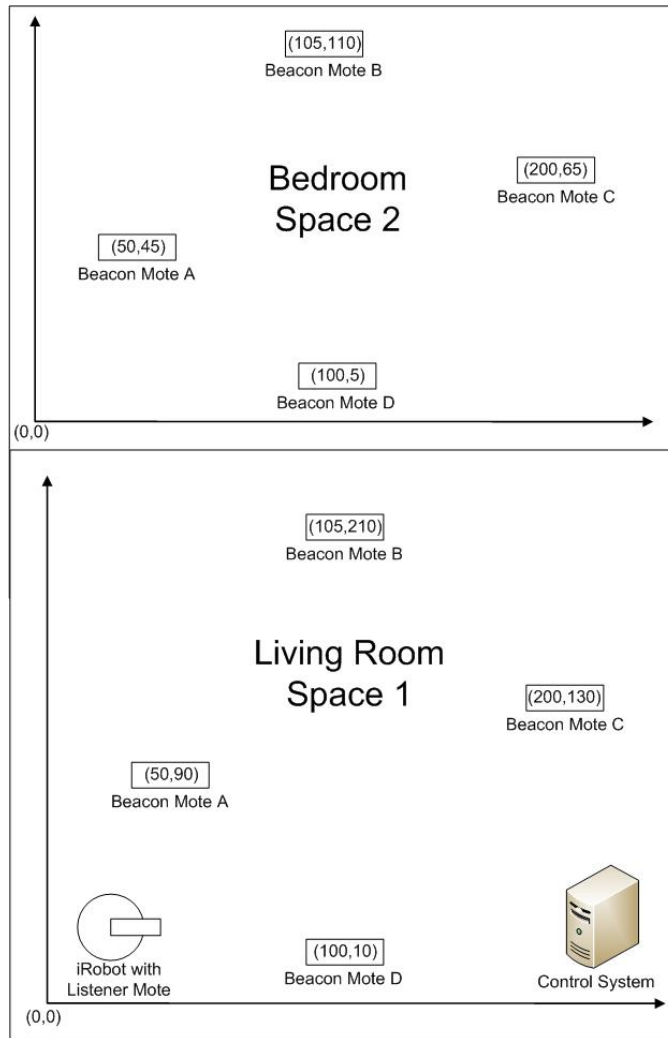 (105,110)
Beacon Mote B
Bedroom
Space 2
(200,65)
Beacon Mote C
(50,45)
Beacon Mote A
(100,5)
Beacon Mote D
(0,0)
(105,210)
Beacon Mote B
Living Room
Space 1
(200,130)
Beacon Mote C
(50,90)
Beacon Mote A
iRobot with
Listener Mote
(100,10)
Beacon Mote D
Control System
(0,0)